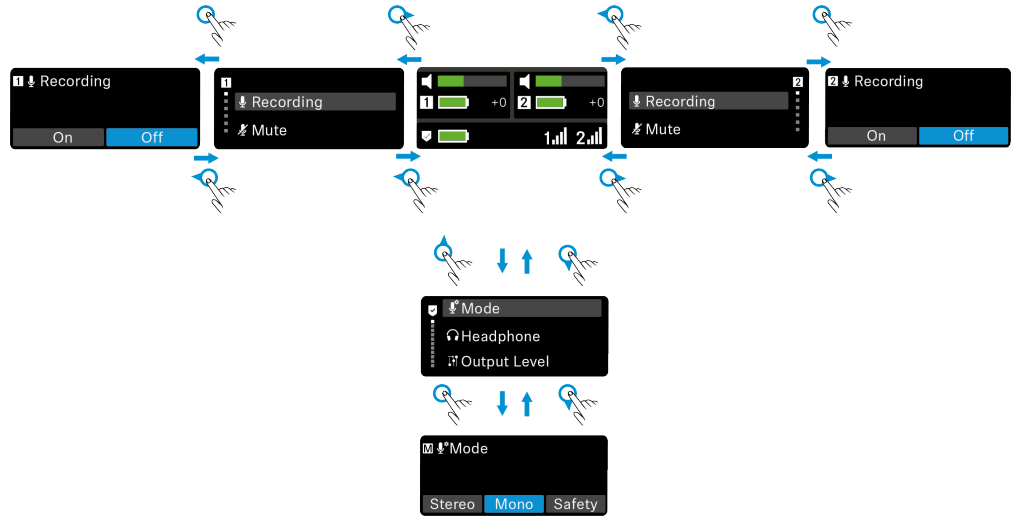 1 Recording
On Off
1
Recording
Mute
1 +0
2 +0
1 2
2
Recording
Mute
2 Recording
On Off
Mode
Headphone
Output Level
M Mode
Stereo Mono Safety